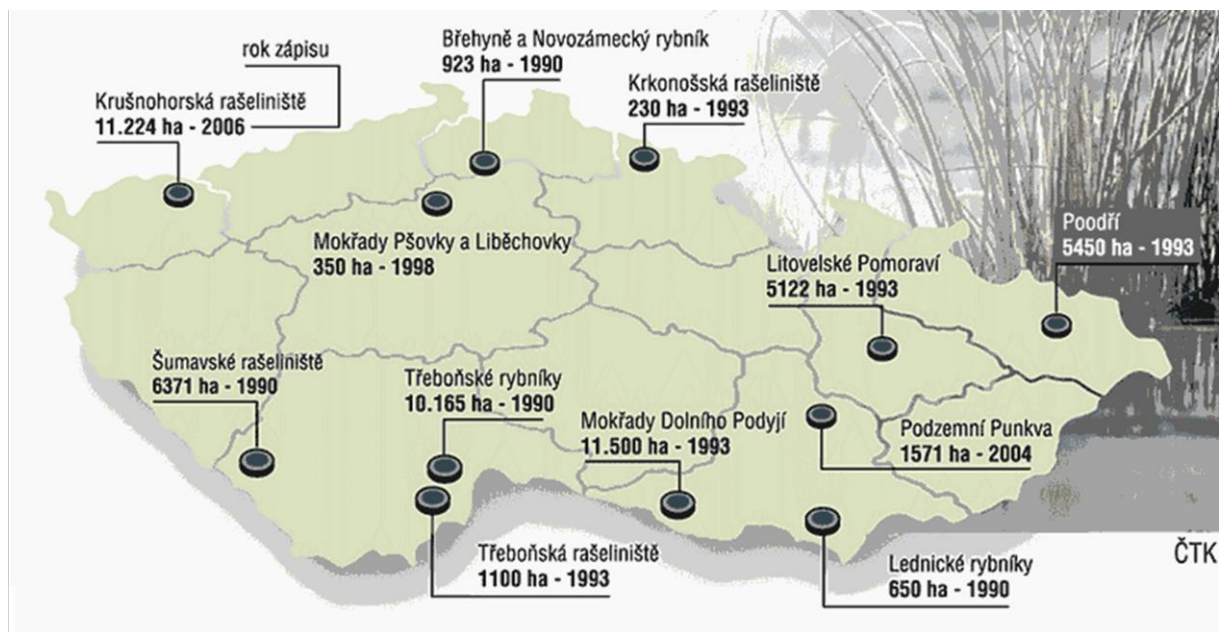 Břehyně a Novozámecký rybník
923 ha - 1990
rok zápisu
Krkonošská rašeliniště
230 ha - 1993
Krušnohorská rašeliniště
11.224 ha - 2006
Poodří
5450 ha - 1993
Mokřady Pšovky a Liběchovky
350 ha - 1998
Litovelské Pomoraví
5122 ha - 1993
Šumavské rašeliniště
6371 ha - 1990
Třeboňské rybníky
10.165 ha - 1990
Mokřady Dolního Podyjí
11.500 ha - 1993
Podzemní Punkva
1571 ha - 2004
Třeboňská rašeliniště
1100 ha - 1993
Lednické rybníky
650 ha - 1990
ČTK